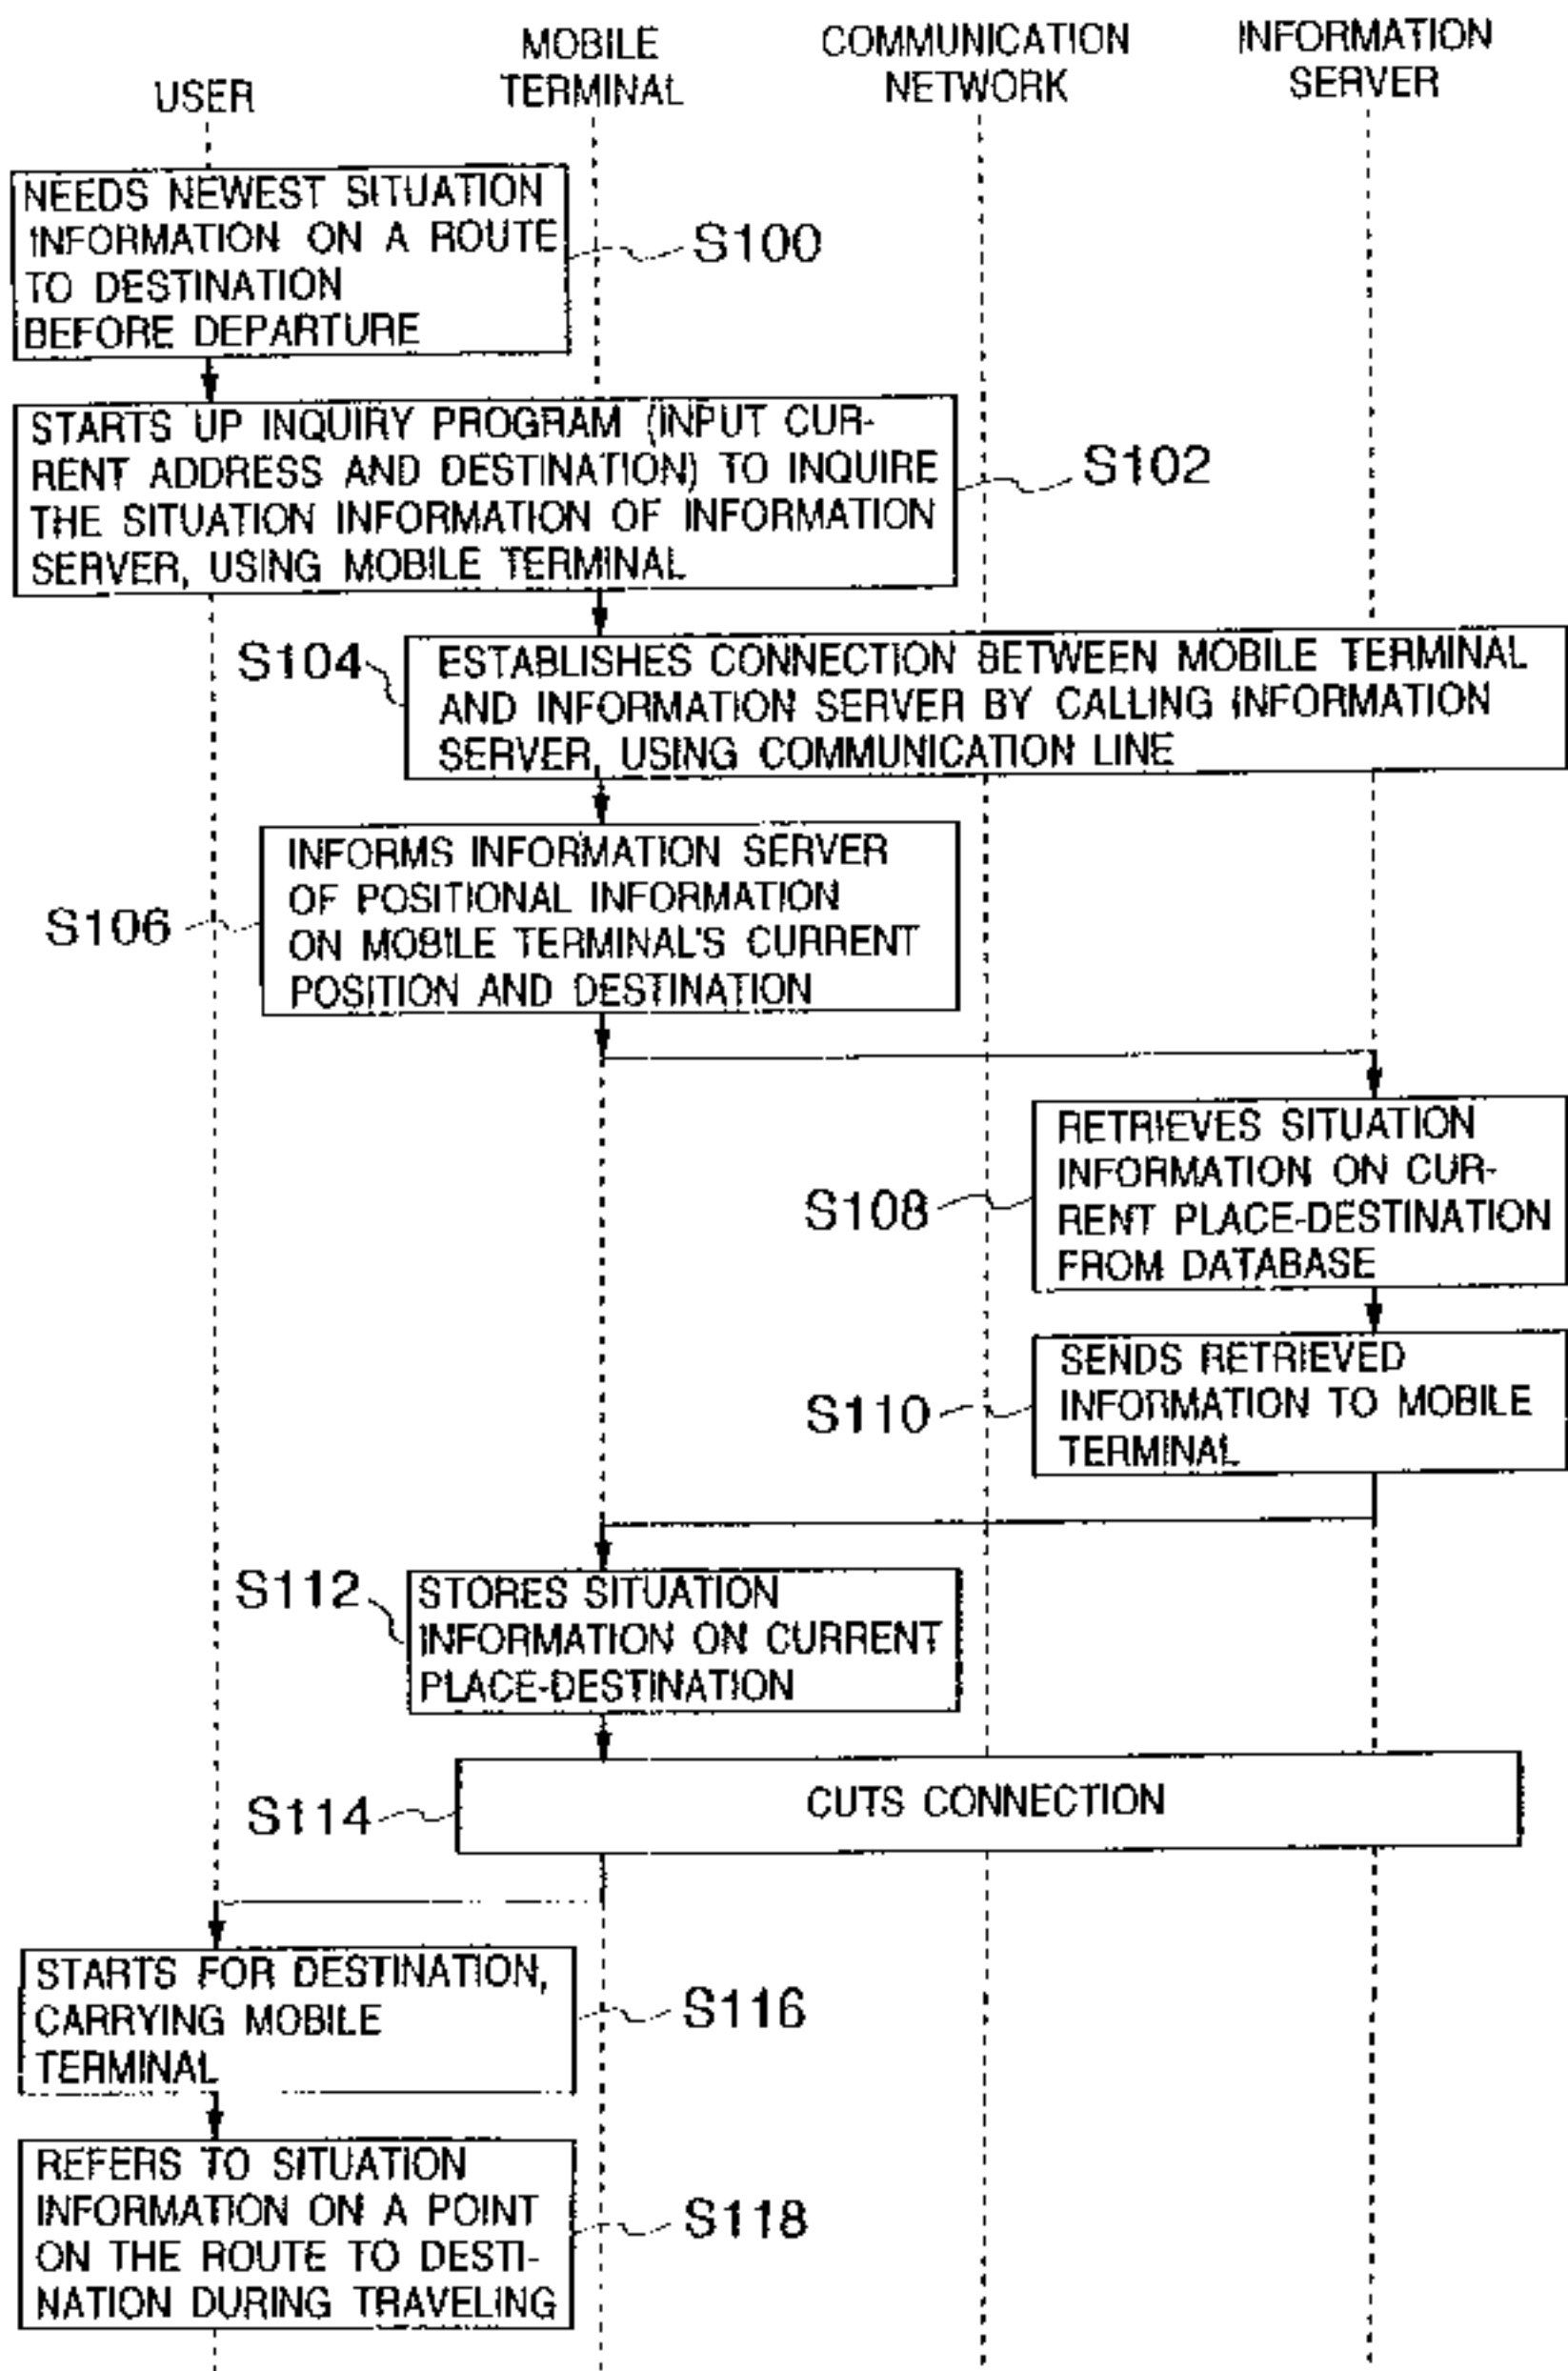 USER
MOBILE
TERMINAL
COMMUNICATION
NETWORK
INFORMATION
SERVER
NEEDS NEWEST SITUATION
INFORMATION ON A ROUTE
TO DESTINATION
BEFORE DEPARTURE
S100
STARTS UP INQUIRY PROGRAM (INPUT CUR-
RENT ADDRESS AND DESTINATION) TO INQUIRE
THE SITUATION INFORMATION OF INFORMATION
SERVER, USING MOBILE TERMINAL
S102
S104
ESTABLISHES CONNECTION BETWEEN MOBILE TERMINAL
AND INFORMATION SERVER BY CALLING INFORMATION
SERVER, USING COMMUNICATION LINE
S106
INFORMS INFORMATION SERVER
OF POSITIONAL INFORMATION
ON MOBILE TERMINAL'S CURRENT
POSITION AND DESTINATION
S108
RETRIEVES SITUATION
INFORMATION ON CUR-
RENT PLACE-DESTINATION
FROM DATABASE
S110
SENDS RETRIEVED
INFORMATION TO MOBILE
TERMINAL
S112
STORES SITUATION
INFORMATION ON CURRENT
PLACE-DESTINATION
S114
CUTS CONNECTION
STARTS FOR DESTINATION,
CARRYING MOBILE
TERMINAL
S116
REFERS TO SITUATION
INFORMATION ON A POINT
ON THE ROUTE TO DESTI-
NATION DURING TRAVELING
S118